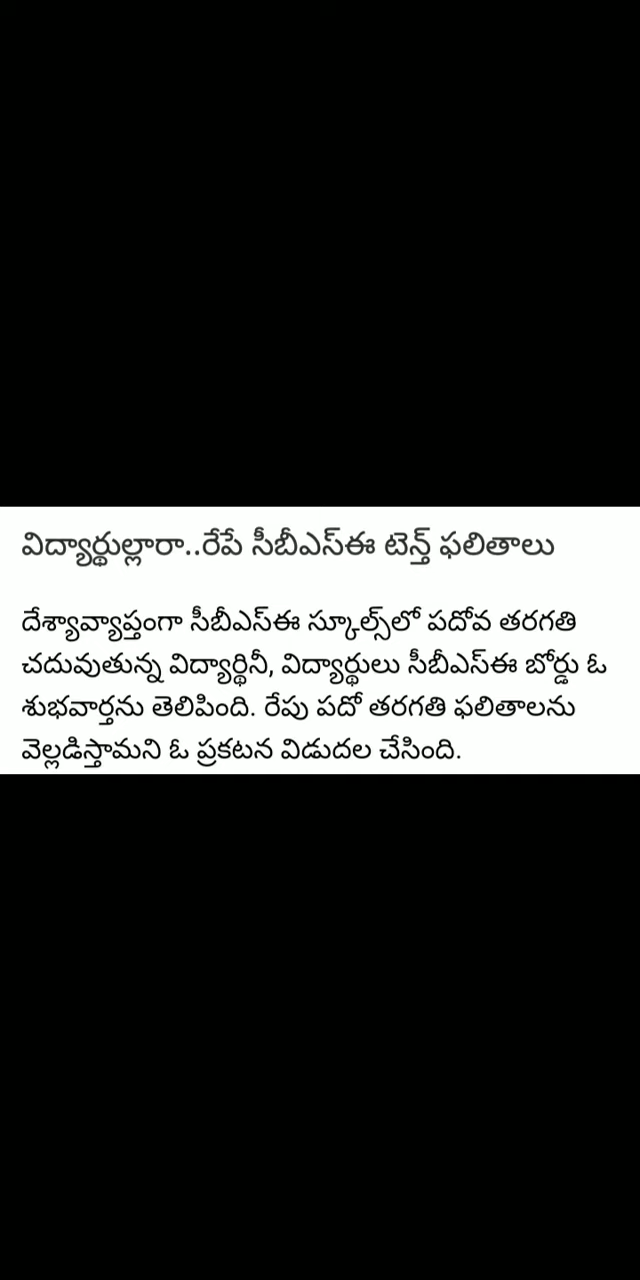 విద్యార్థుల్లారా..రేపే సీబీఎస్ఈ టెన్త్ ఫలితాలు
దేశ్యావ్యాప్తంగా సీబీఎస్ఈ స్కూల్స్‌లో పదోవ తరగతి
చదువుతున్న విద్యార్థినీ, విద్యార్థులు సీబీఎస్ఈ బోర్డు ఓ
శుభవార్తను తెలిపింది. రేపు పదో తరగతి ఫలితాలను
వెల్లడిస్తామని ఓ ప్రకటన విడుదల చేసింది.